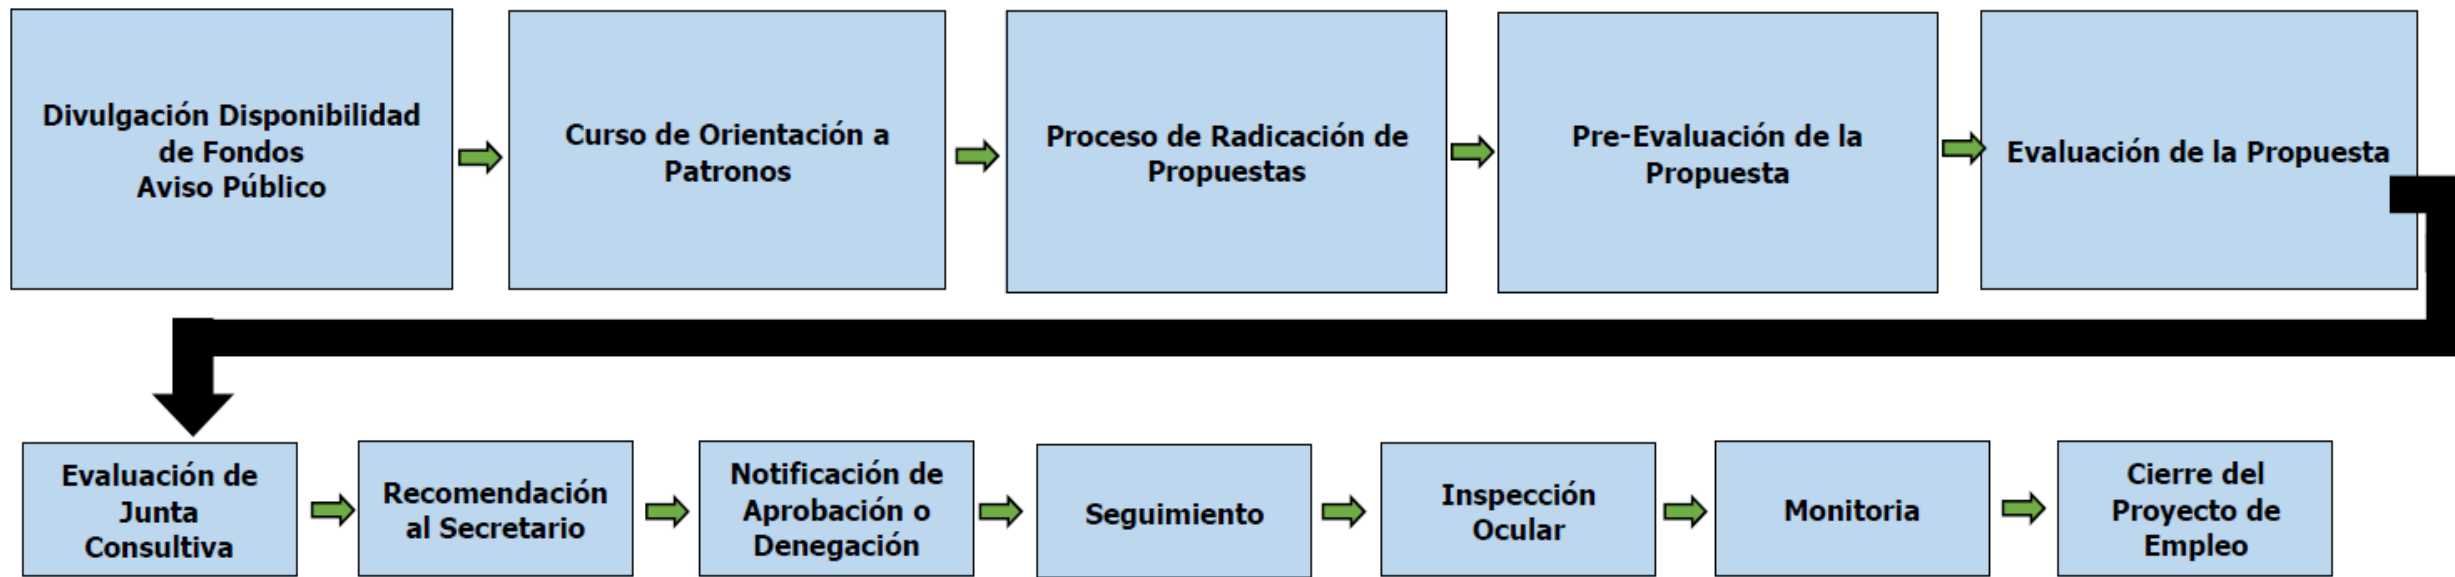 Divulgación Disponibilidad
de Fondos
Aviso Público
Curso de Orientación a
Patronos
Proceso de Radicación de
Propuestas
Pre-Evaluación de la
Propuesta
Evaluación de la Propuesta
Evaluación de
Junta
Consultiva
Recomendación
al Secretario
Notificación de
Aprobación o
Denegación
Seguimiento
Inspección
Ocular
Monitoria
Cierre del
Proyecto de
Empleo